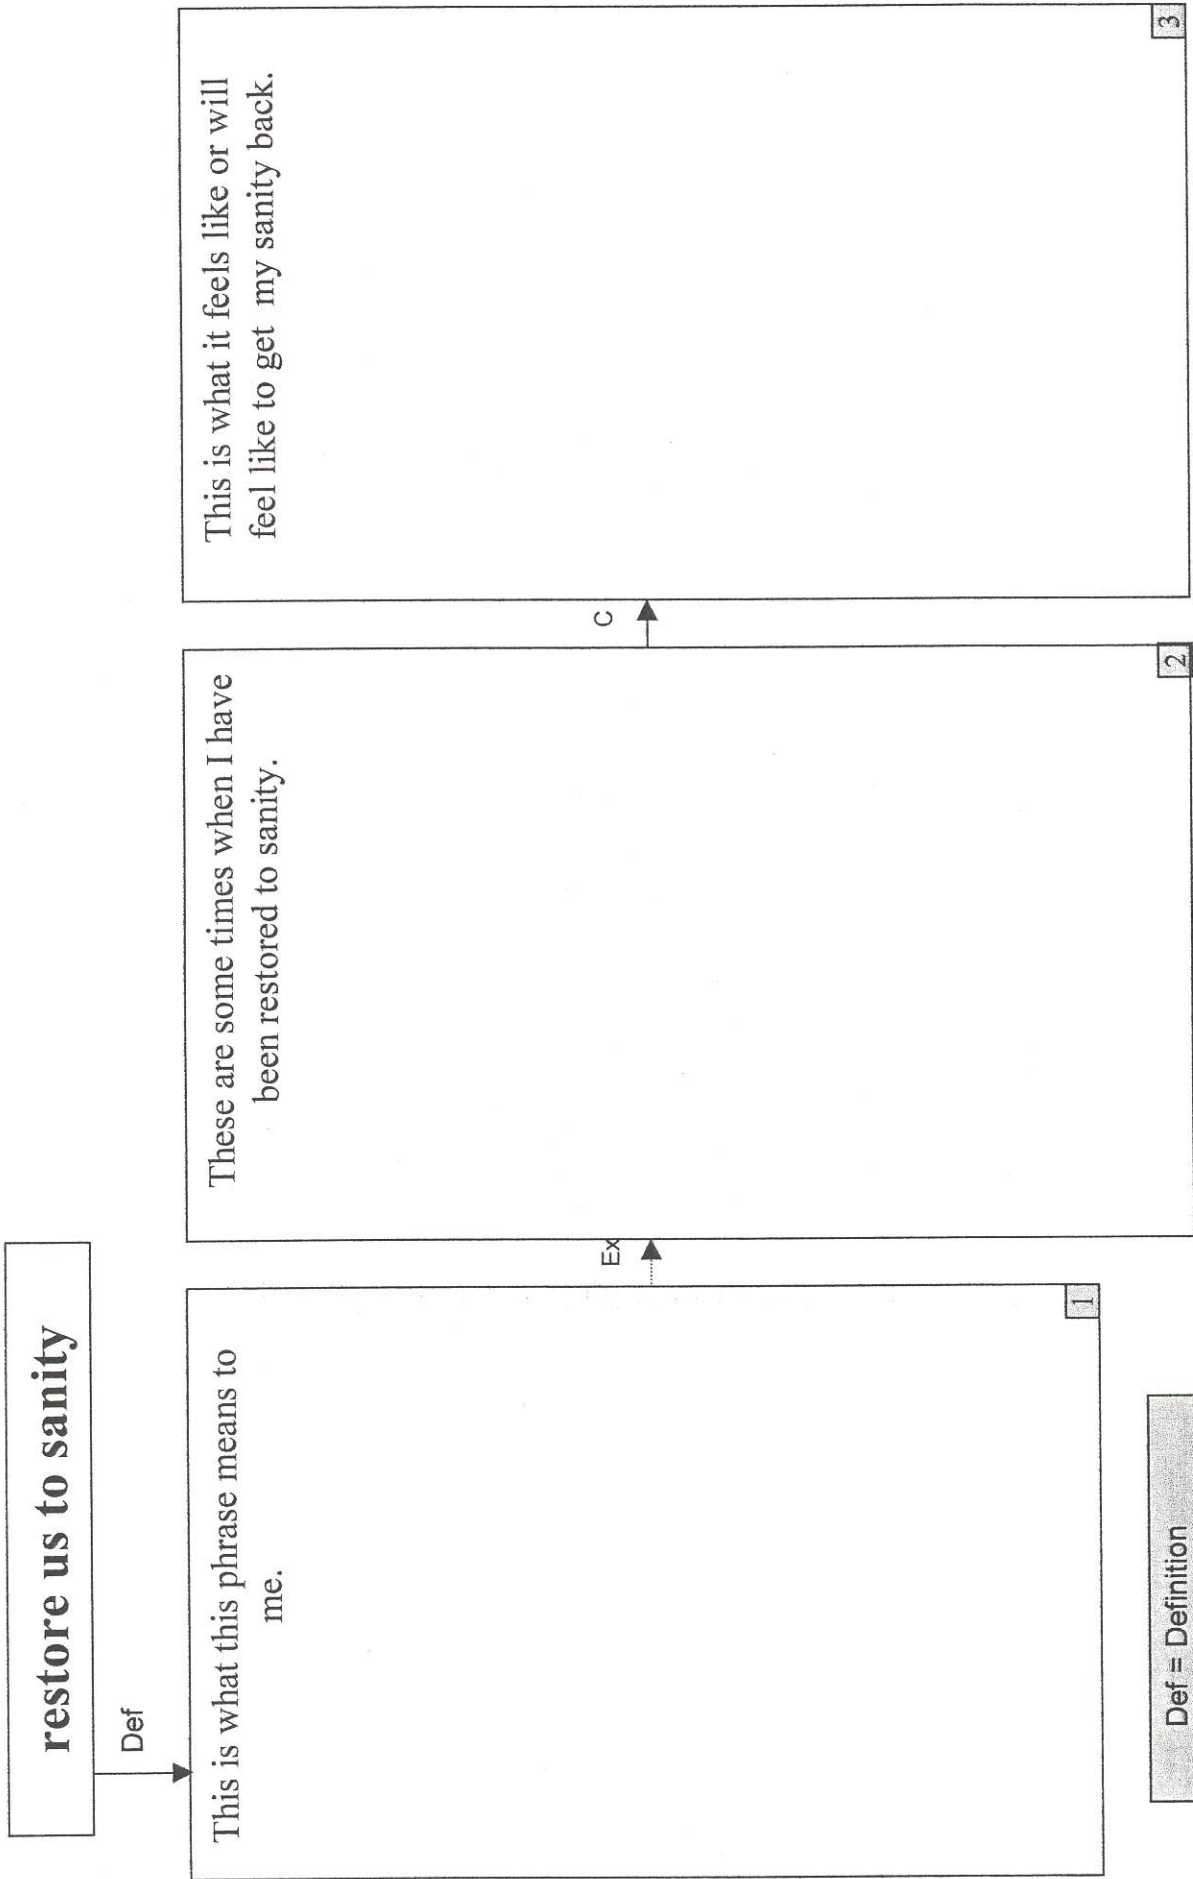 restore us to sanity
Def
This is what this phrase means to
me.
1
Ex
These are some times when I have
been restored to sanity.
2
C
This is what it feels like or will
feel like to get my sanity back.
3
Def = Definition